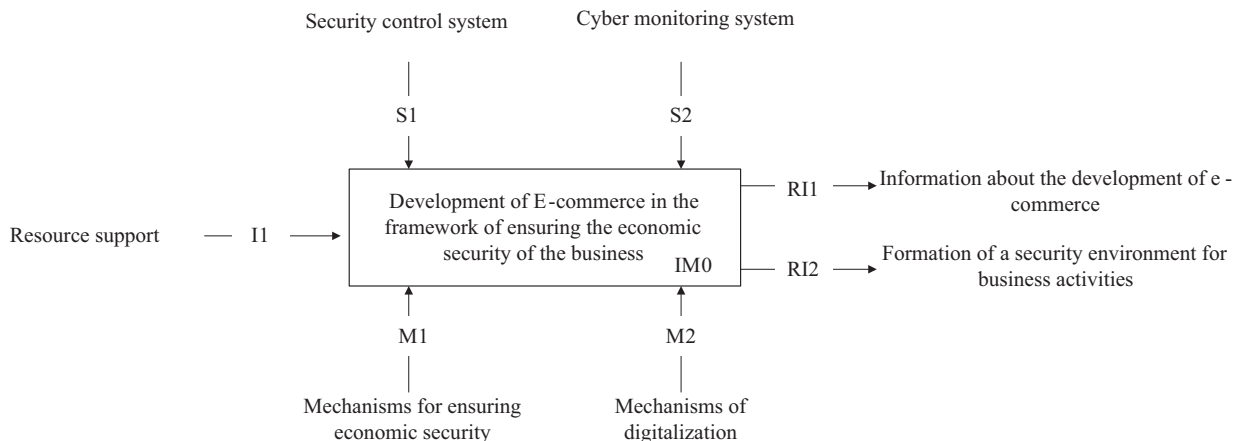 Security control system
Cyber monitoring system
S1
S2
Development of E-commerce in the
framework of ensuring the economic
security of the business
IM0
Resource support
I1
RI1
Information about the development of e-
commerce
RI2
Formation of a security environment for
business activities
M1
M2
Mechanisms for ensuring
economic security
Mechanisms of
digitalization